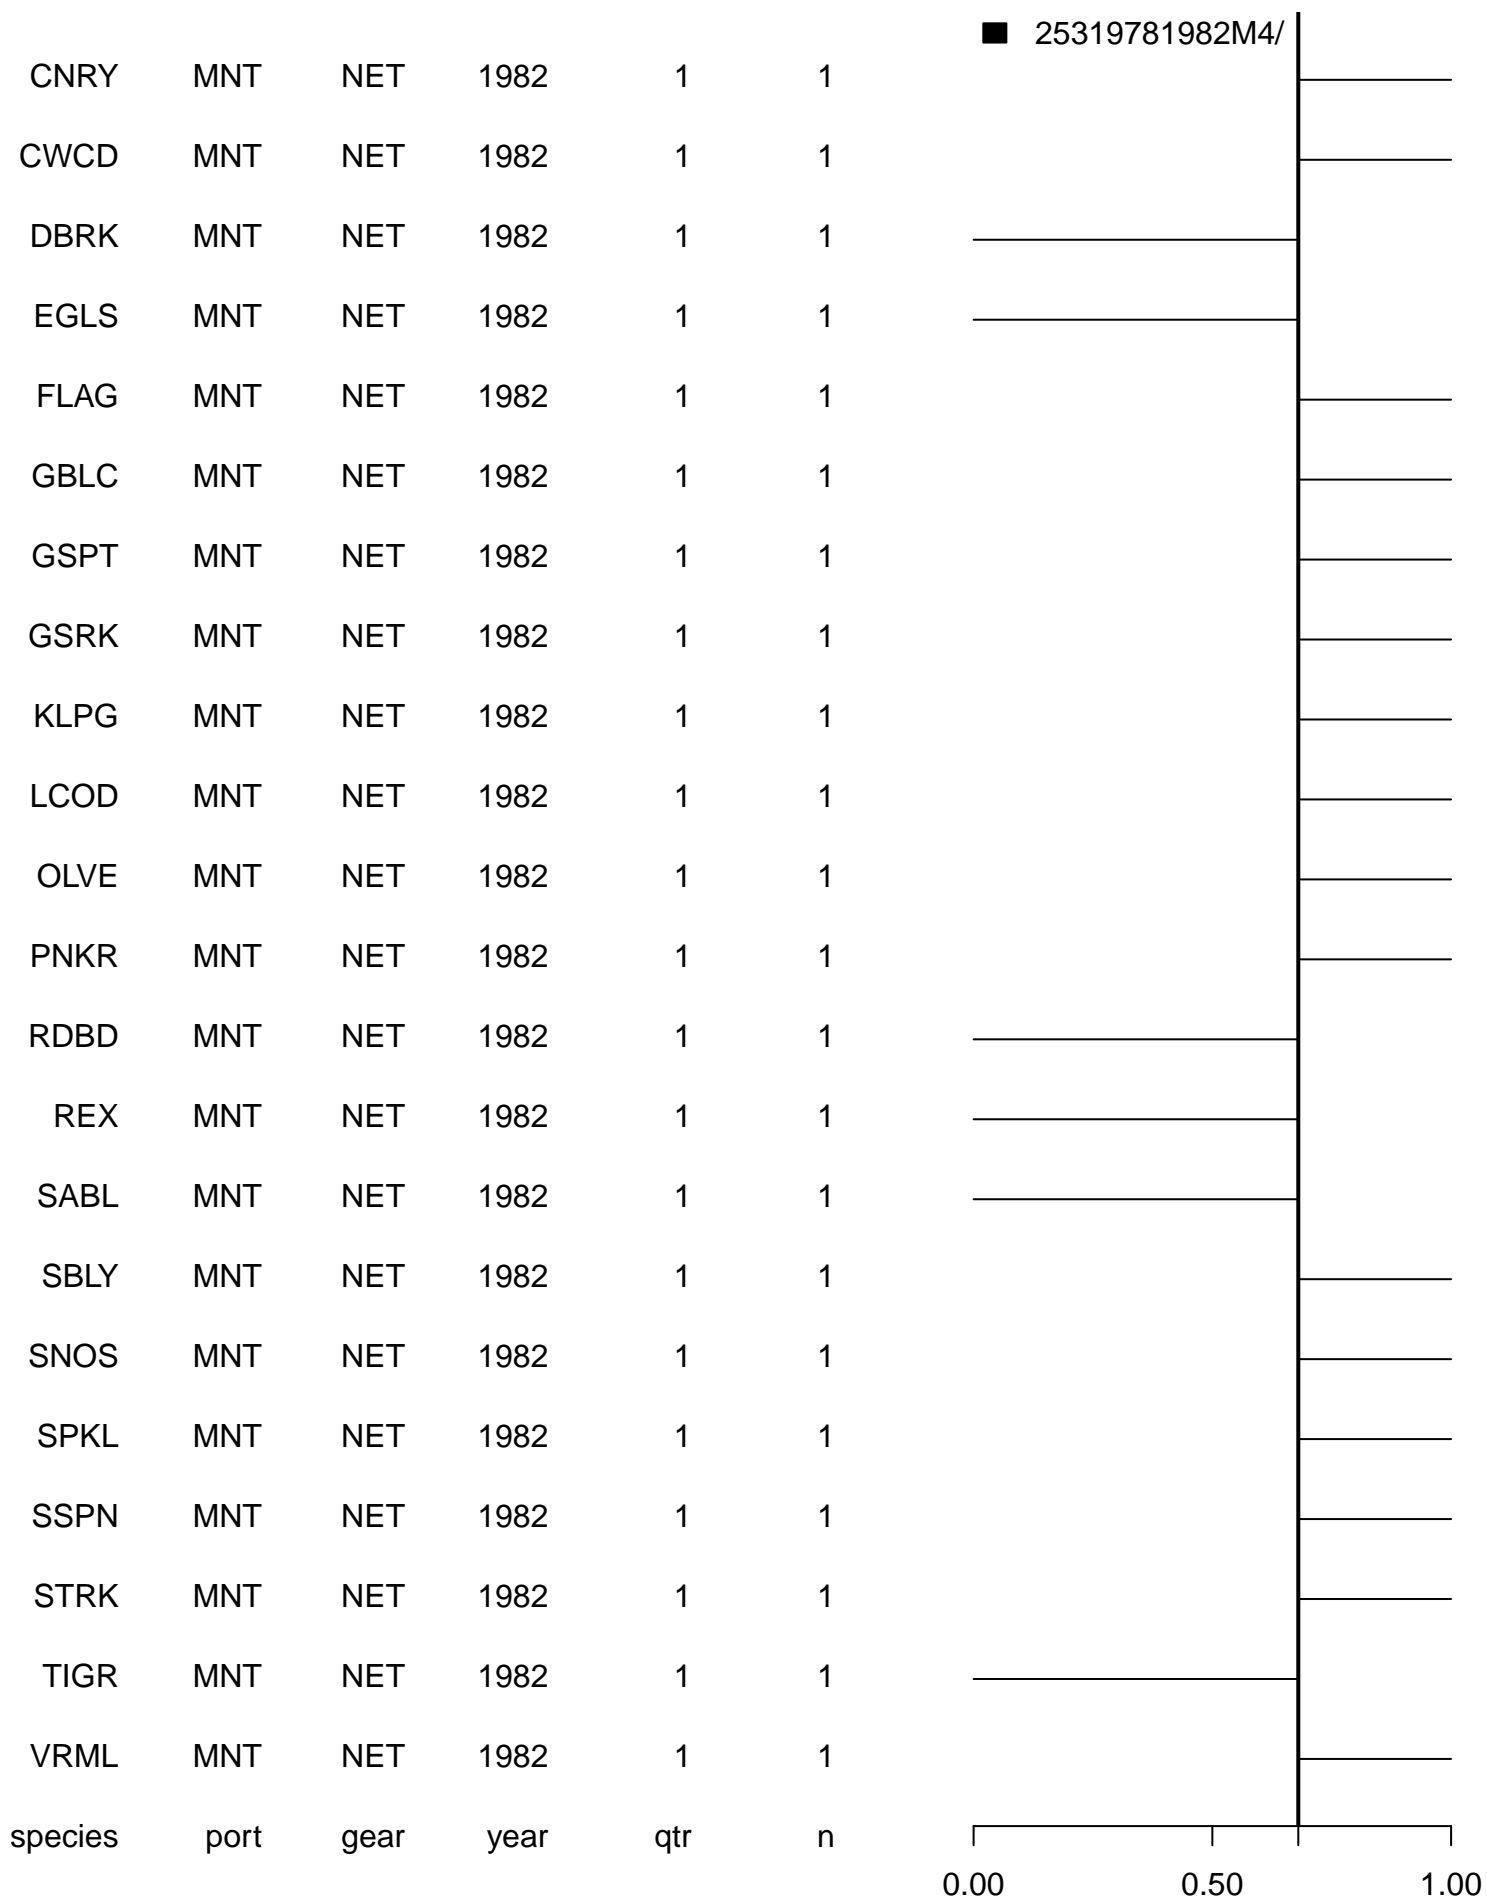 25319781982M4/
CNRY MNT NET 1982 1 1
CWCD MNT NET 1982 1 1
DBRK MNT NET 1982 1 1
EGLS MNT NET 1982 1 1
FLAG MNT NET 1982 1 1
GBLC MNT NET 1982 1 1
GSPT MNT NET 1982 1 1
GSRK MNT NET 1982 1 1
KLPG MNT NET 1982 1 1
LCOD MNT NET 1982 1 1
OLVE MNT NET 1982 1 1
PNKR MNT NET 1982 1 1
RDBD MNT NET 1982 1 1
REX MNT NET 1982 1 1
SABL MNT NET 1982 1 1
SBLY MNT NET 1982 1 1
SNOS MNT NET 1982 1 1
SPKL MNT NET 1982 1 1
SSPN MNT NET 1982 1 1
STRK MNT NET 1982 1 1
TIGR MNT NET 1982 1 1
VRML MNT NET 1982 1 1
species port gear year qtr n
0.00 0.50 1.00